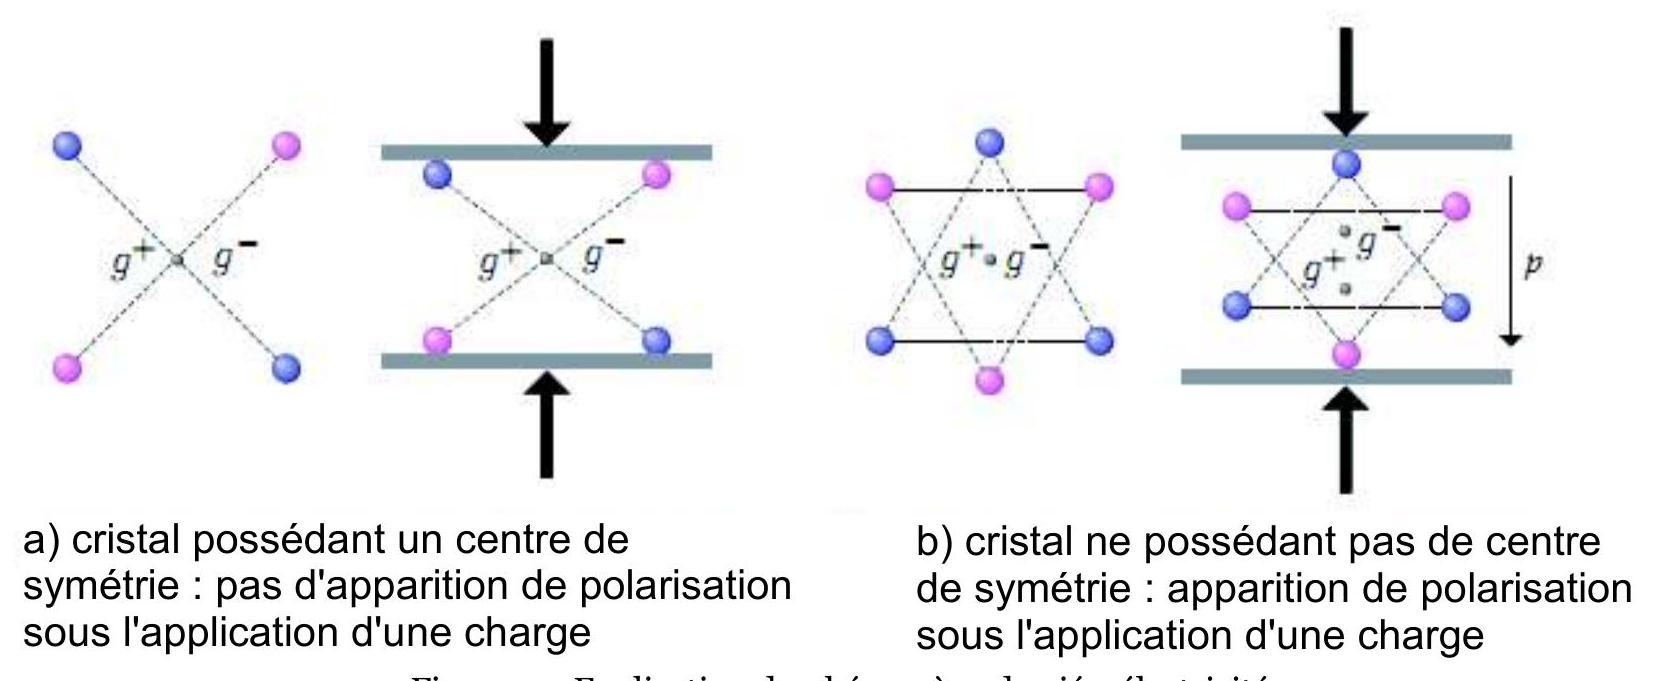 g+ g-
g+ g-
g+ g-
g-
g+
p
a) cristal possédant un centre de
symétrie : pas d'apparition de polarisation
sous l'application d'une charge
b) cristal ne possédant pas de centre
de symétrie : apparition de polarisation
sous l'application d'une charge